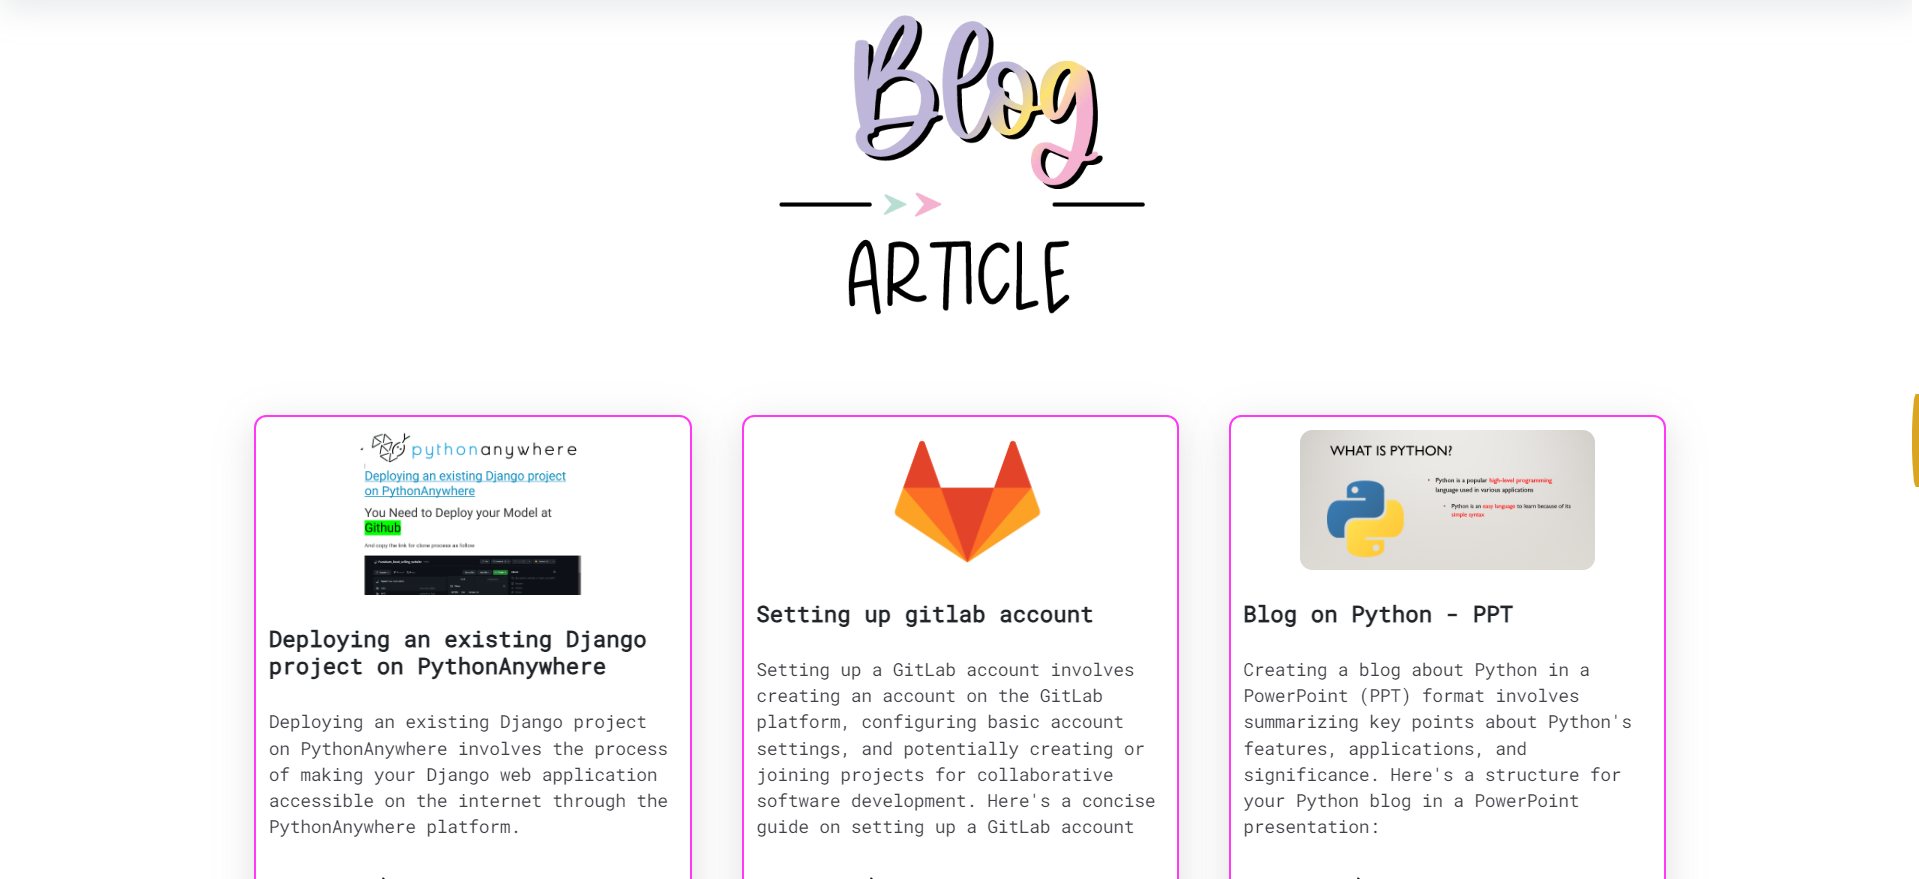 Blog
ARTICLE
pythonanywhere
Deploying an existing Django project
on PythonAnywhere
You Need to Deploy your Model at
Github
And copy the link for clone process as follow
Deploying an existing Django
project on PythonAnywhere
Deploying an existing Django project
on PythonAnywhere involves the process
of making your Django web application
accessible on the internet through the
PythonAnywhere platform.
Setting up gitlab account
Setting up a GitLab account involves
creating an account on the GitLab
platform, configuring basic account
settings, and potentially creating or
joining projects for collaborative
software development. Here's a concise
guide on setting up a GitLab account
WHAT IS PYTHON?
Python is a popular high-level programming
language used in various applications
Python is an easy language to learn because of its
simple syntax
Blog on Python - PPT
Creating a blog about Python in a
PowerPoint (PPT) format involves
summarizing key points about Python's
features, applications, and
significance. Here's a structure for
your Python blog in a PowerPoint
presentation: